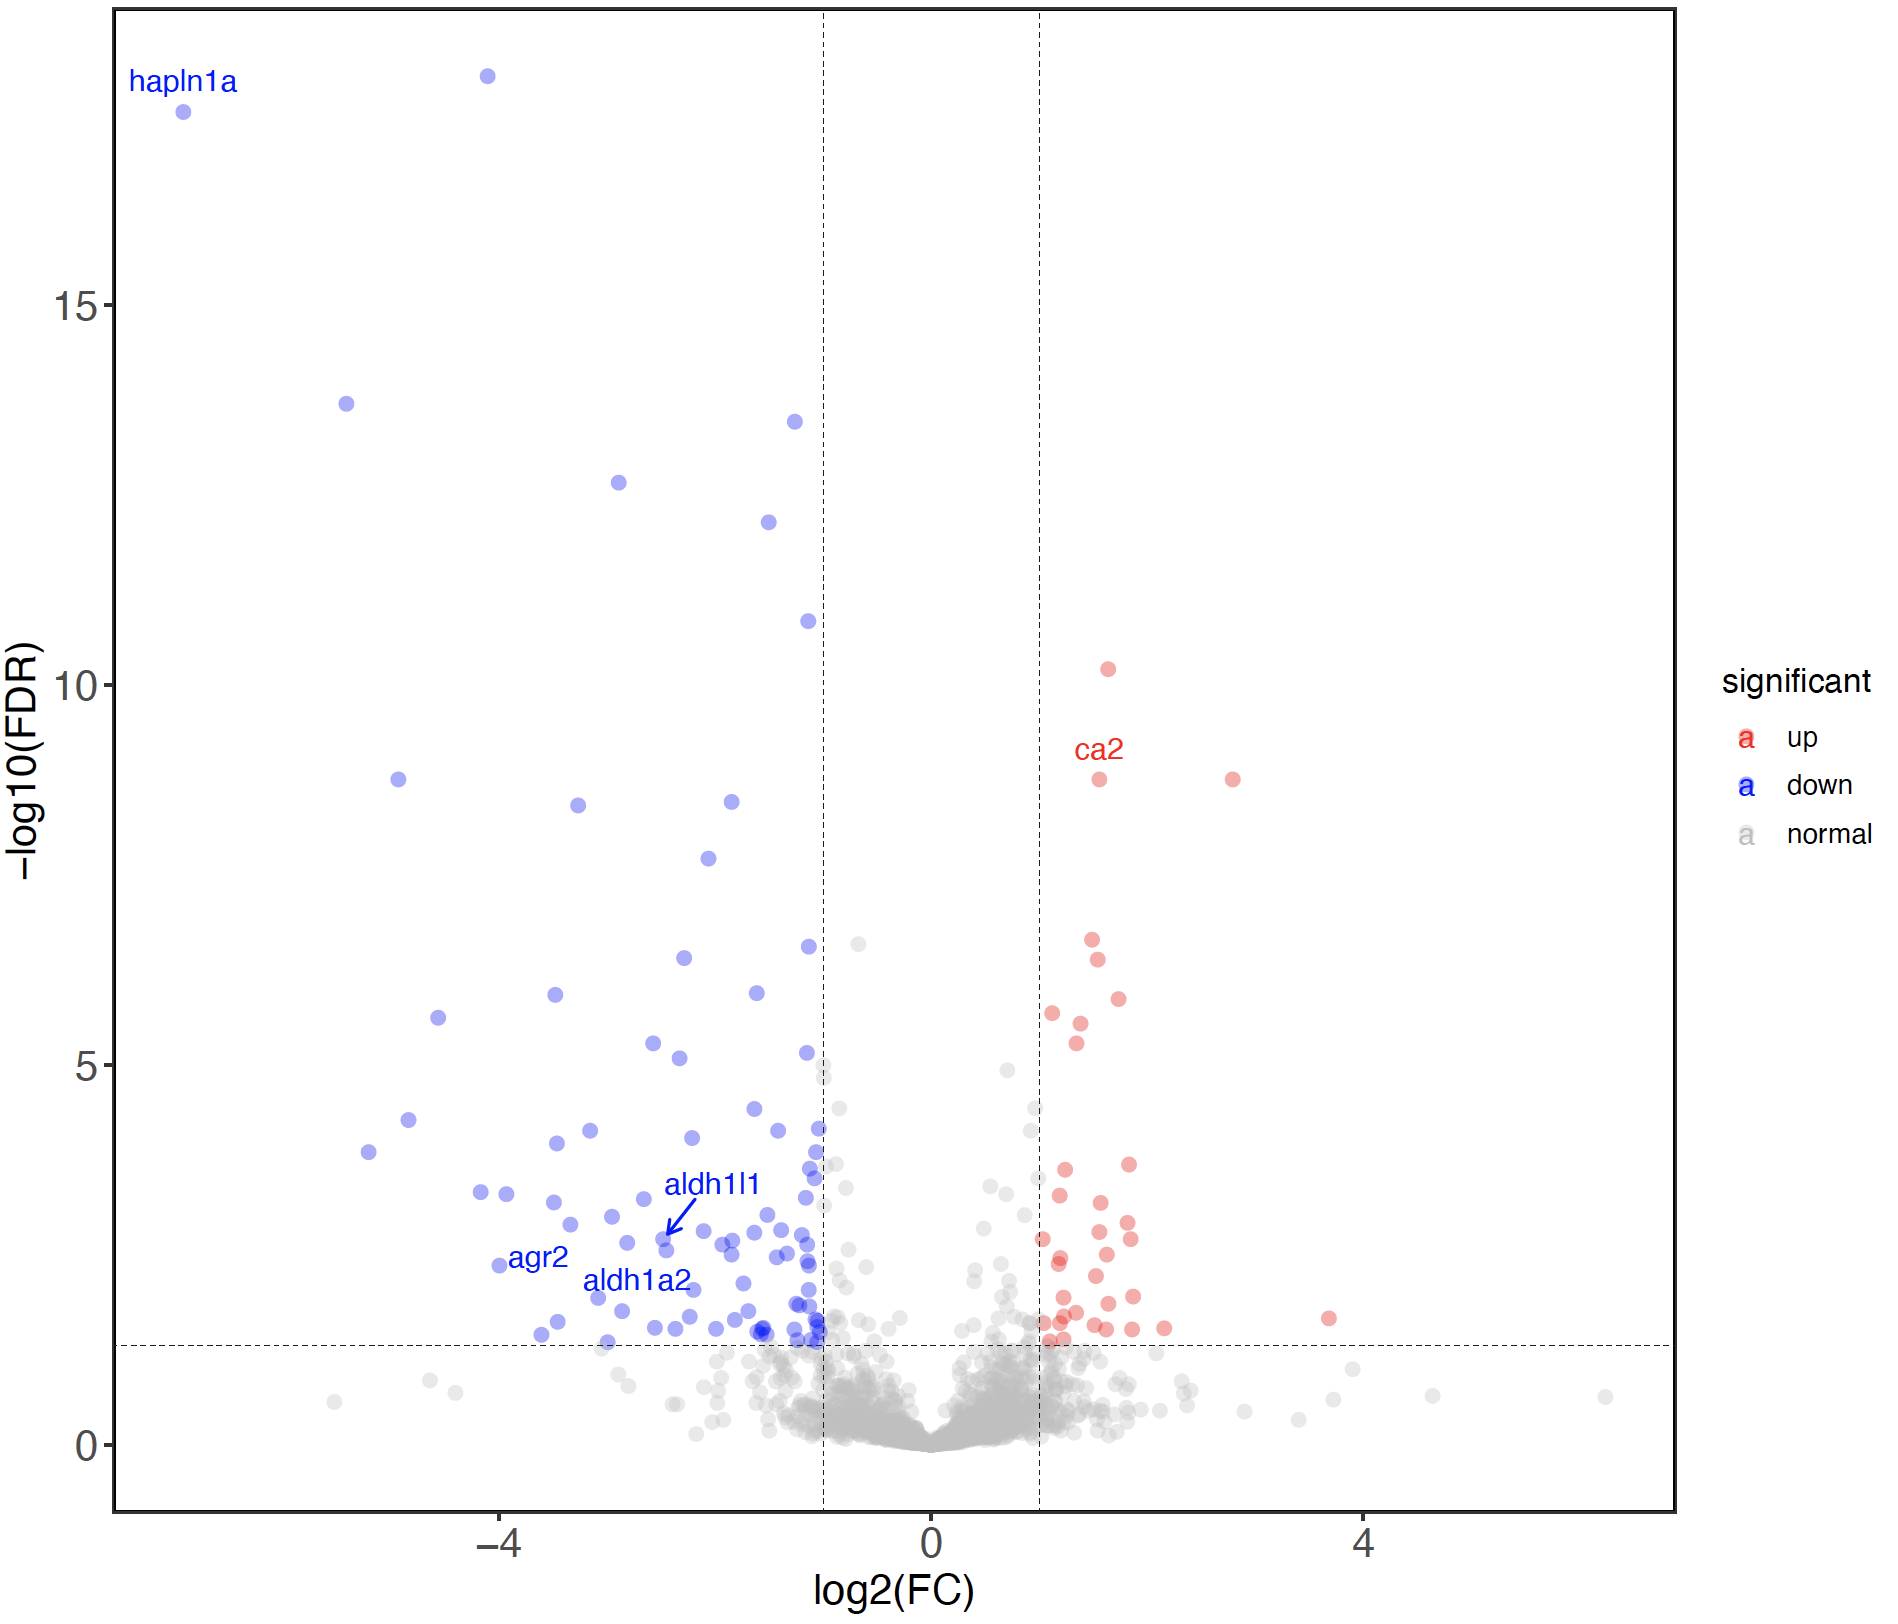 hapln1a
15
10
ca2
5
aldh1l1
agr2
aldh1a2
0
−4
0
4
log2(FC)
−log10(FDR)
significant
a up
a down
a normal